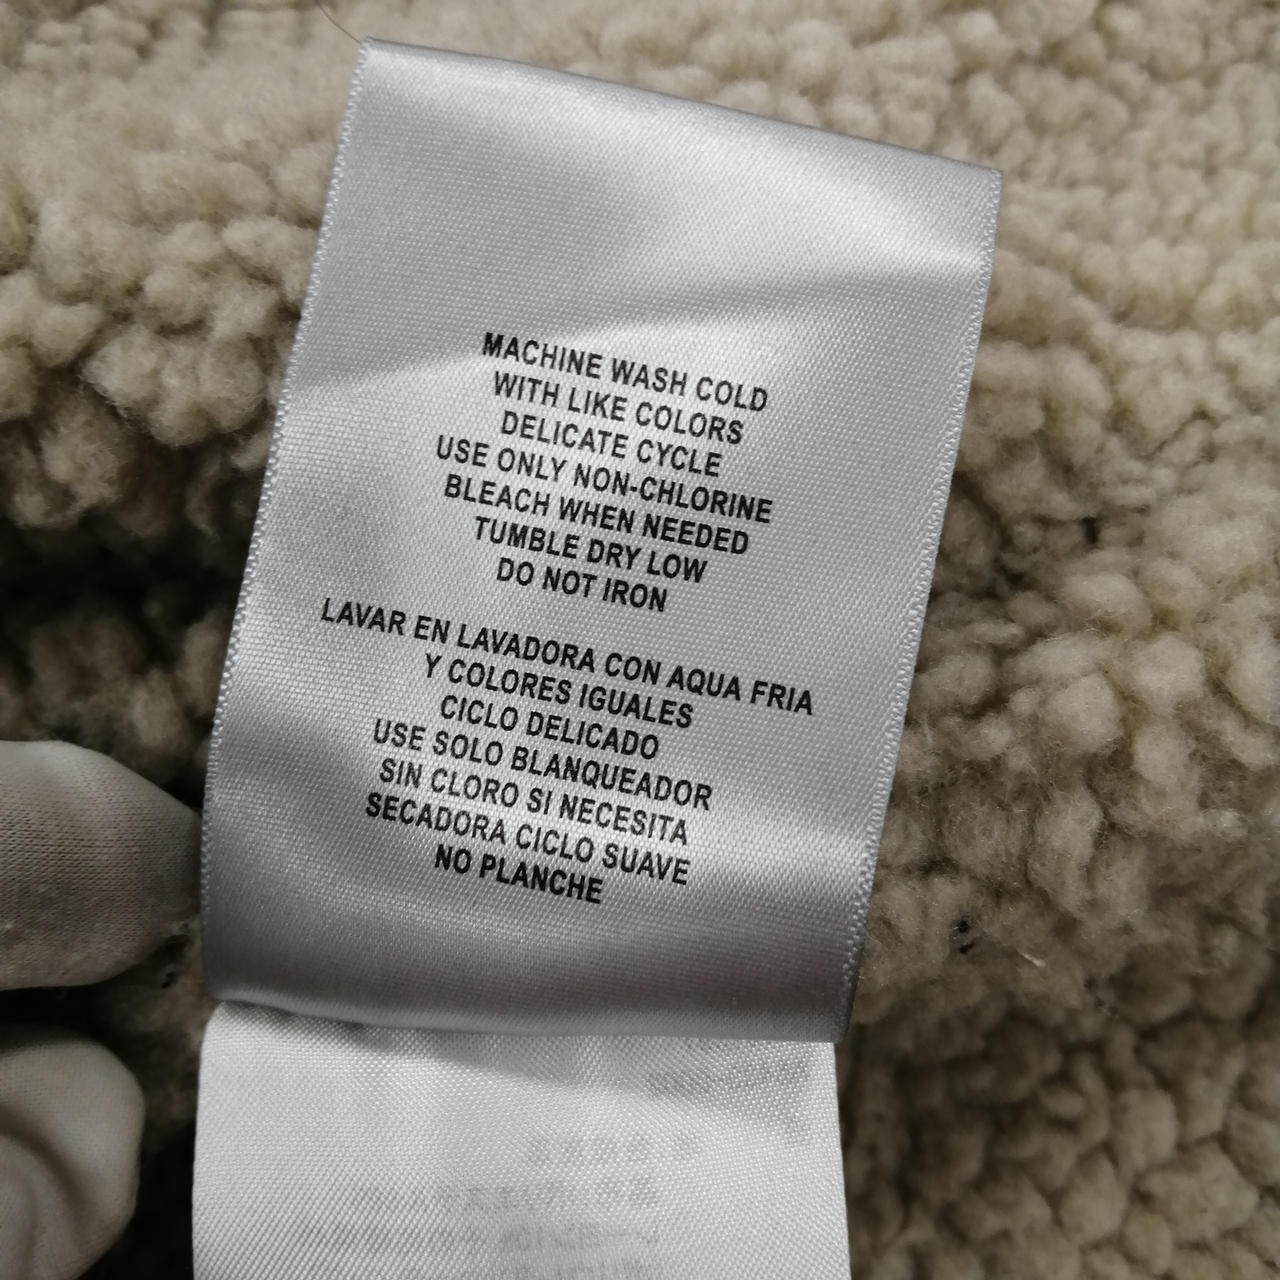 MACHINE WASH COLD
WITH LIKE COLORS
DELICATE CYCLE
USE ONLY NON-CHLORINE
BLEACH WHEN NEEDED
TUMBLE DRY LOW
DO NOT IRON
LAVAR EN LAVADORA CON AQUA FRIA
Y COLORES IGUALES
CICLO DELICADO
USE SOLO BLANQUEADOR
SIN CLORO SI NECESITA
SECADORA CICLO SUAVE
NO PLANCHE